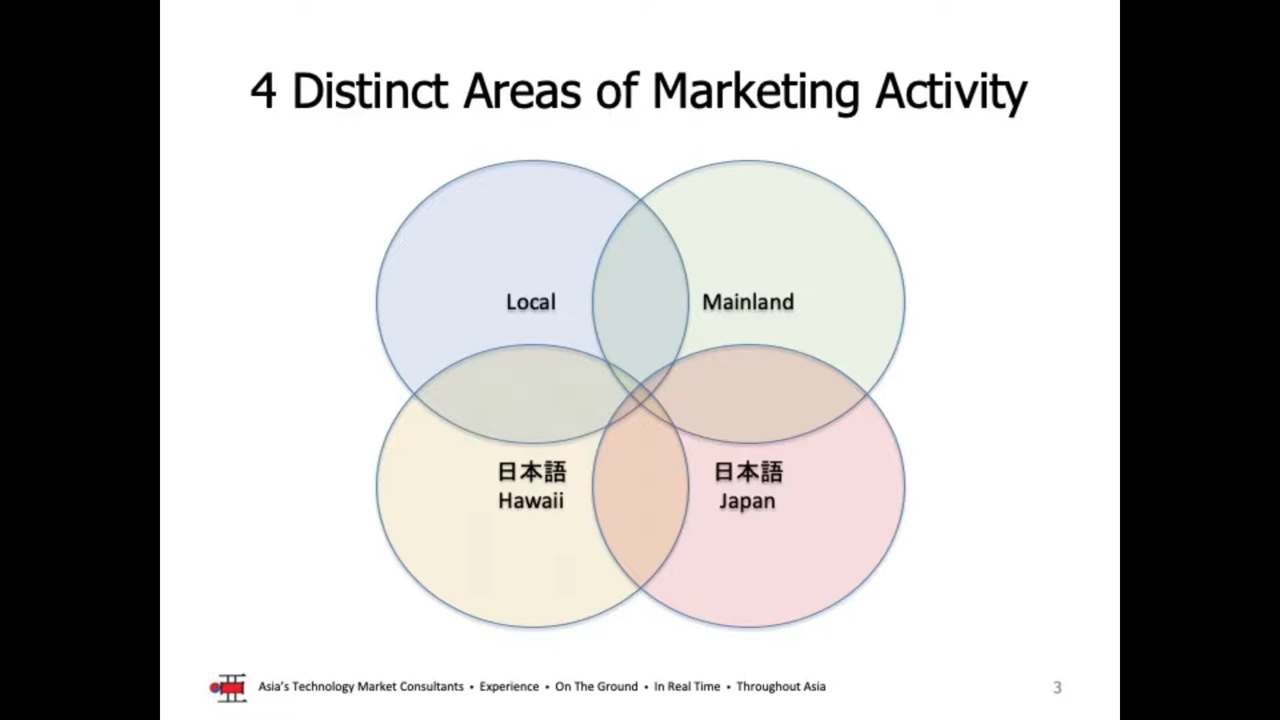 4 Distinct Areas of Marketing Activity
Local
Mainland
日本語
Hawaii
日本語
Japan
Asia's Technology Market Consultants • Experience • On The Ground • In Real Time • Throughout Asia
3